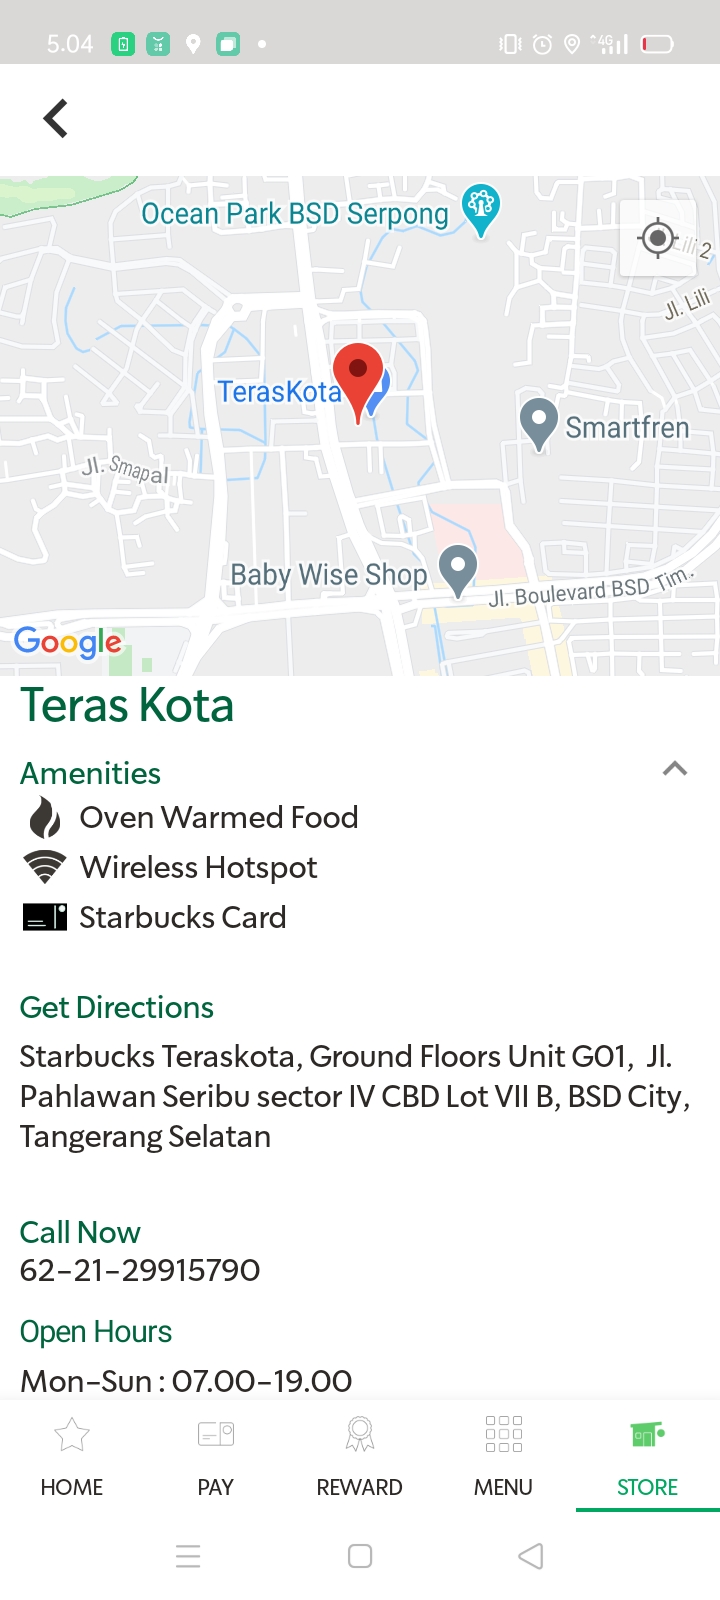 5.04
4G
Ocean Park BSD Serpong
Lili 2
Jl. Lili
TerasKota
Smartfren
Jl. Smapal
Baby Wise Shop
Jl. Boulevard BSD Tim.
Google
Teras Kota
Amenities
Oven Warmed Food
Wireless Hotspot
Starbucks Card
Get Directions
Starbucks Teraskota, Ground Floors Unit G01, Jl.
Pahlawan Seribu sector IV CBD Lot VII B, BSD City,
Tangerang Selatan
Call Now
62-21-29915790
Open Hours
Mon-Sun : 07.00-19.00
HOME
PAY
REWARD
MENU
STORE